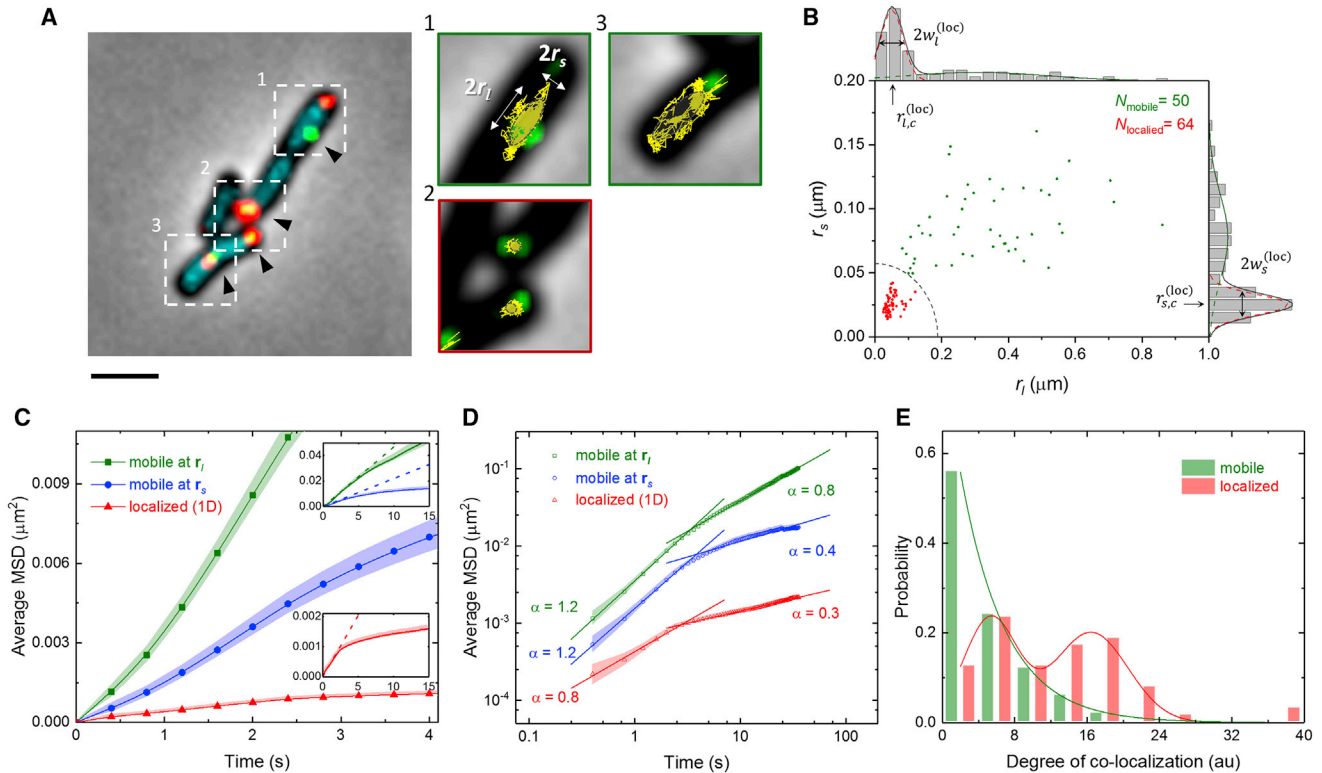 A
1
2
3
1
2r_l
2r_s
3
2
B
2w_l^(loc)
r_{l,c}^(loc)
N_mobile = 50
N_localied = 64
0.20
0.15
0.10
0.05
0.00
r_s (μm)
0.0 0.2 0.4 0.6 0.8 1.0
r_l (μm)
2w_s^(loc)
r_{s,c}^(loc)
C
mobile at r_l
mobile at r_s
localized (1D)
Average MSD (μm²)
0.009
0.006
0.003
0.000
0 1 2 3 4
Time (s)
0.04
0.02
0.00
0 5 10 15
0.002
0.001
0.000
0 5 10 15
D
mobile at r_l
mobile at r_s
localized (1D)
Average MSD (μm²)
10⁻¹
10⁻²
10⁻³
10⁻⁴
α = 0.8
α = 0.4
α = 0.3
α = 1.2
α = 1.2
α = 0.8
0.1 1 10 100
Time (s)
E
mobile
localized
Probability
0.6
0.4
0.2
0.0
0 8 16 24 32 40
Degree of co-localization (au)